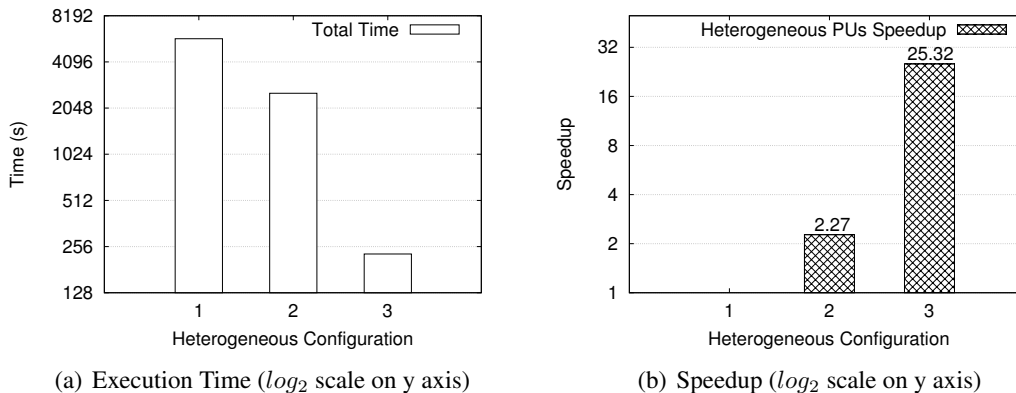 8192
4096
2048
1024
512
256
128
Time (s)
Total Time
1 2 3
Heterogeneous Configuration
(a) Execution Time (log₂ scale on y axis)
32
16
8
4
2
1
Speedup
Heterogeneous PUs Speedup
25.32
2.27
1 2 3
Heterogeneous Configuration
(b) Speedup (log₂ scale on y axis)